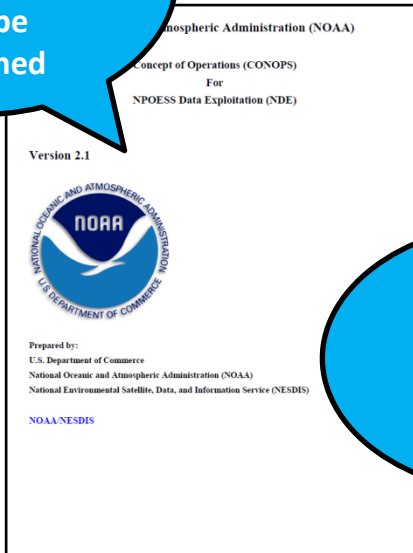 be
ned
mospheric Administration (NOAA)
Concept of Operations (CONOPS)
For
NPOESS Data Exploitation (NDE)
Version 2.1
NATIONAL OCEANIC AND ATMOSPHERIC ADMINISTRATION
NOAA
U.S. DEPARTMENT OF COMMERCE
Prepared by:
U.S. Department of Commerce
National Oceanic and Atmospheric Administration (NOAA)
National Environmental Satellite, Data, and Information Service (NESDIS)
NOAA/NESDIS